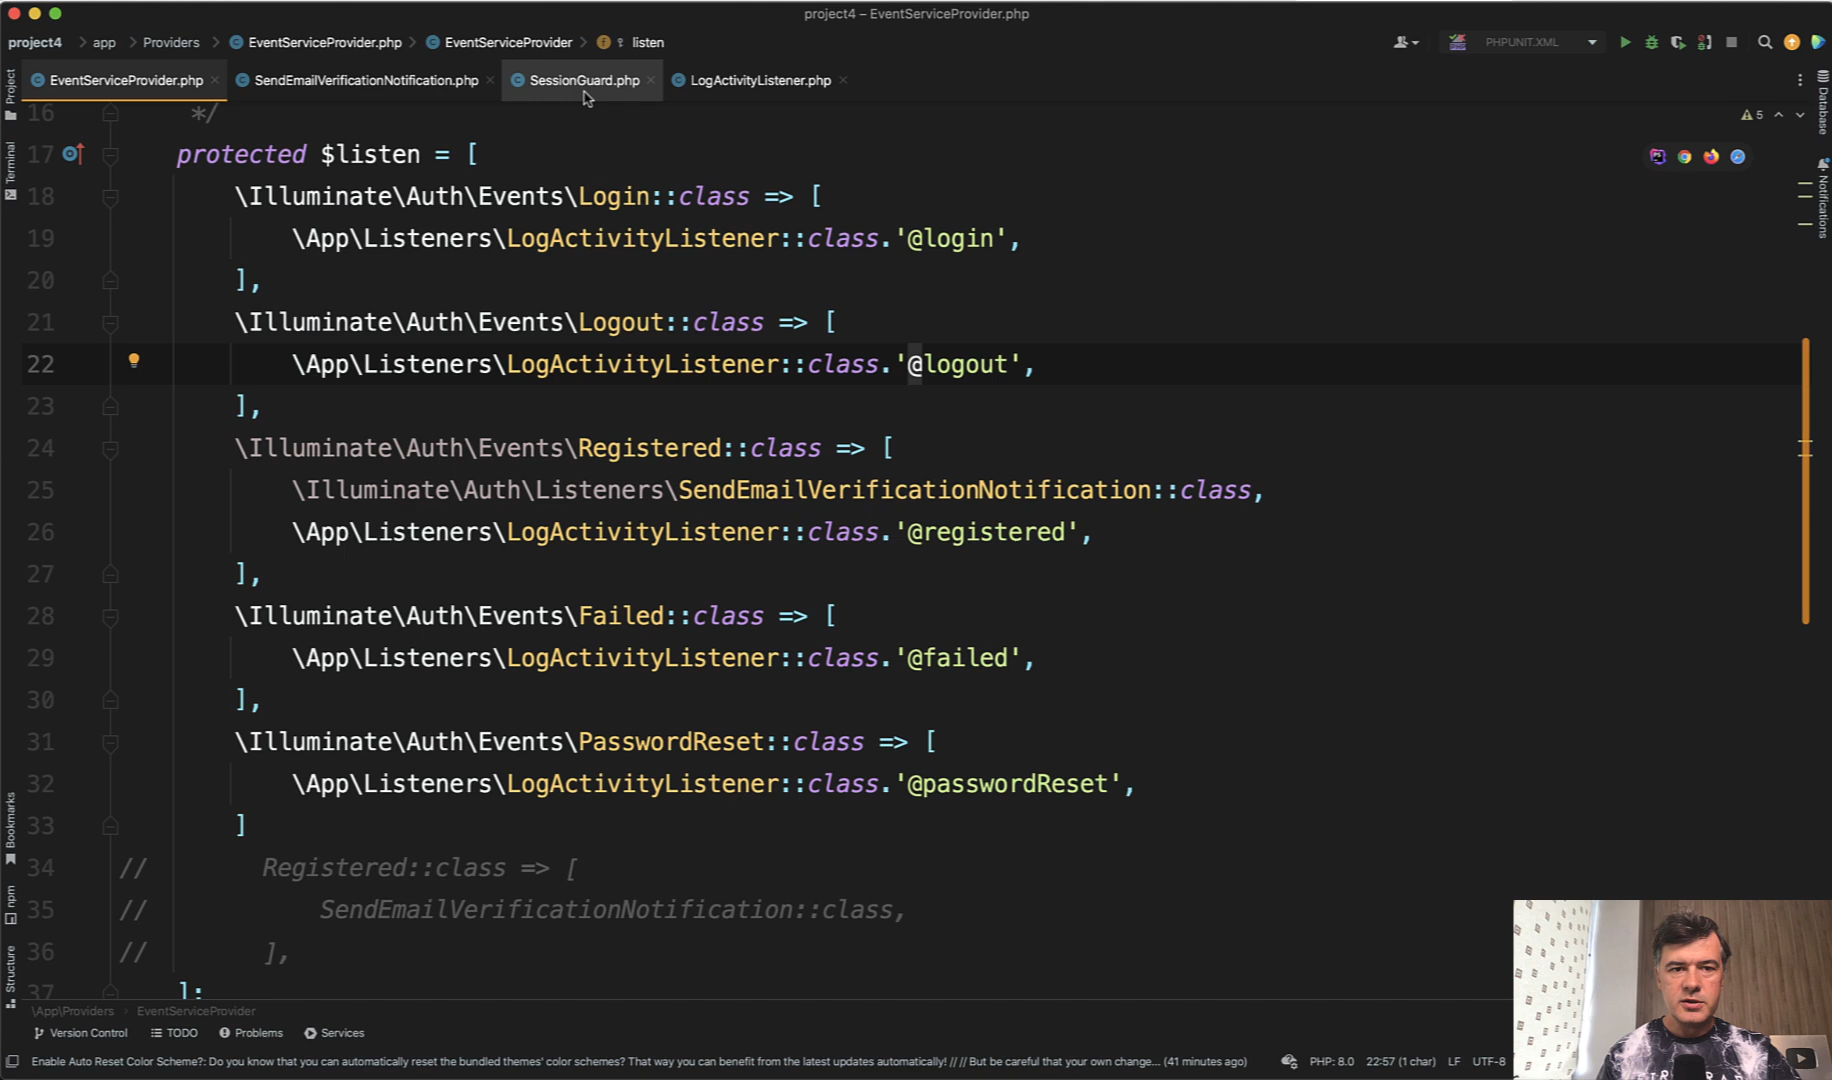 project4 – EventServiceProvider.php
project4 > app > Providers > EventServiceProvider.php > EventServiceProvider > listen
PHPUNIT.XML
EventServiceProvider.php
SendEmailVerificationNotification.php
SessionGuard.php
LogActivityListener.php
Project
Terminal
Bookmarks
npm
Structure
Database
Notifications
5
16 */
17 protected $listen = [
18 \Illuminate\Auth\Events\Login::class => [
19 \App\Listeners\LogActivityListener::class.'@login',
20 ],
21 \Illuminate\Auth\Events\Logout::class => [
22 \App\Listeners\LogActivityListener::class.'@logout',
23 ],
24 \Illuminate\Auth\Events\Registered::class => [
25 \Illuminate\Auth\Listeners\SendEmailVerificationNotification::class,
26 \App\Listeners\LogActivityListener::class.'@registered',
27 ],
28 \Illuminate\Auth\Events\Failed::class => [
29 \App\Listeners\LogActivityListener::class.'@failed',
30 ],
31 \Illuminate\Auth\Events\PasswordReset::class => [
32 \App\Listeners\LogActivityListener::class.'@passwordReset',
33 ]
34 // Registered::class => [
35 // SendEmailVerificationNotification::class,
36 // ],
37 ];
\App\Providers > EventServiceProvider
Version Control TODO Problems Services
Enable Auto Reset Color Scheme?: Do you know that you can automatically reset the bundled themes' color schemes? That way you can benefit from the latest updates automatically! // // But be careful that your own change... (41 minutes ago)
PHP: 8.0 22:57 (1 char) LF UTF-8